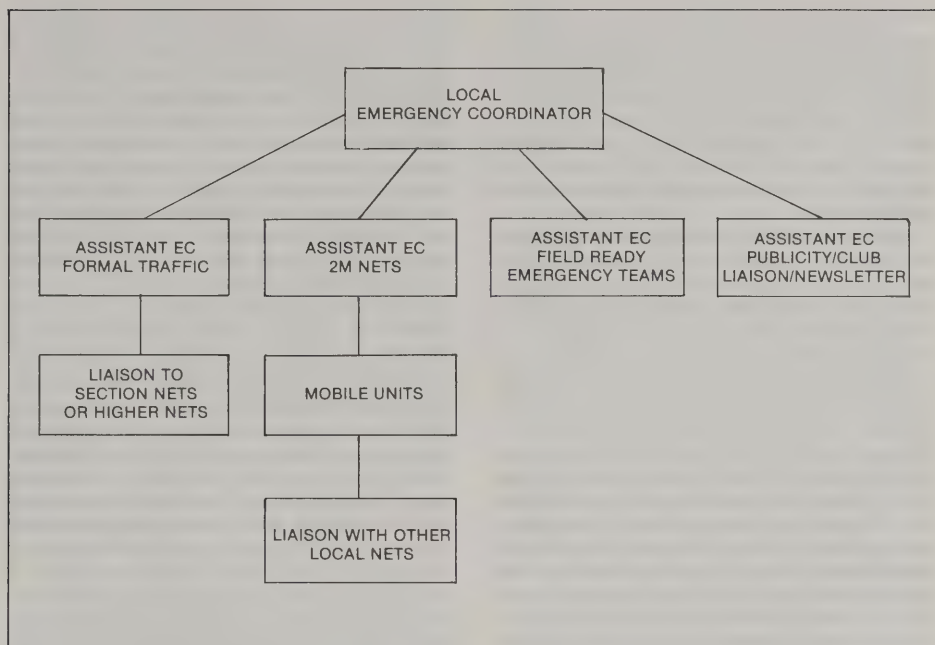 LOCAL
EMERGENCY COORDINATOR
ASSISTANT EC
FORMAL TRAFFIC
ASSISTANT EC
2M NETS
ASSISTANT EC
FIELD READY
EMERGENCY TEAMS
ASSISTANT EC
PUBLICITY/CLUB
LIAISON/NEWSLETTER
LIAISON TO
SECTION NETS
OR HIGHER NETS
MOBILE UNITS
LIAISON WITH OTHER
LOCAL NETS